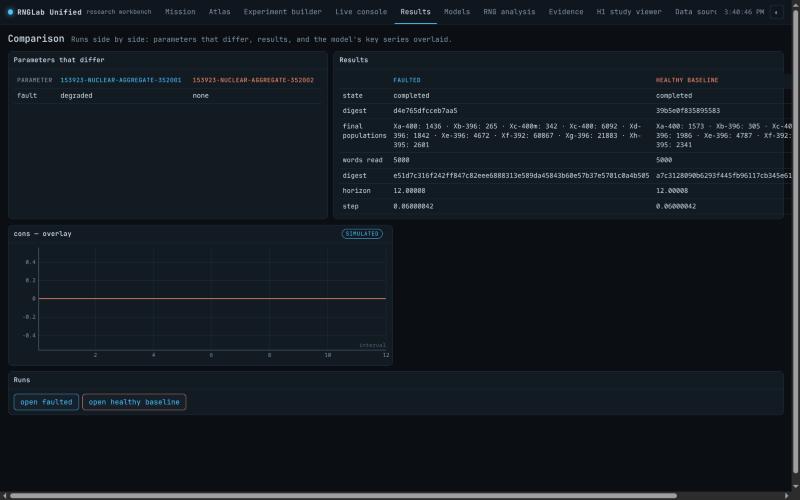 RNGLab Unified research workbench Mission Atlas Experiment builder Live console Results Models RNG analysis Evidence H1 study viewer Data sour 3:40:46 PM
Comparison Runs side by side: parameters that differ, results, and the model's key series overlaid.
Parameters that differ
PARAMETER 153923-NUCLEAR-AGGREGATE-352001 153923-NUCLEAR-AGGREGATE-352002
fault degraded none
Results
FAULTED HEALTHY BASELINE
state completed completed
digest d4e765dfcceb7aa5 39b5e0f835895583
final Xa-400: 1436 · Xb-396: 265 · Xc-400m: 342 · Xc-400: 6092 · Xd- Xa-400: 1573 · Xb-396: 305 · Xc-40
populations 396: 1842 · Xe-396: 4672 · Xf-392: 60867 · Xg-396: 21883 · Xh- 396: 1986 · Xe-396: 4787 · Xf-392:
395: 2601 395: 2341
words read 5000 5000
digest e51d7c316f242ff847c82eee6888313e589da45843b60e57b37e5701c0a4b505 a7c3128090b6293f445fb96117cb345e61
horizon 12.00008 12.00008
step 0.06000042 0.06000042
cons — overlay SIMULATED
0.4
0.2
0
-0.2
-0.4
interval
2 4 6 8 10 12
Runs
open faulted open healthy baseline